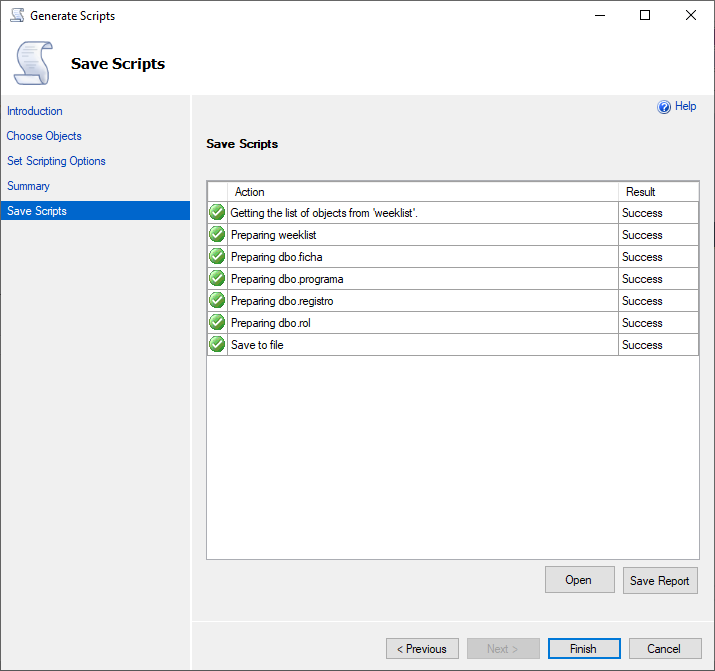 Generate Scripts
Save Scripts
Introduction
Choose Objects
Set Scripting Options
Summary
Save Scripts
Help
Save Scripts
Action Result
Getting the list of objects from 'weeklist'. Success
Preparing weeklist Success
Preparing dbo.ficha Success
Preparing dbo.programa Success
Preparing dbo.registro Success
Preparing dbo.rol Success
Save to file Success
Open Save Report
< Previous Next > Finish Cancel